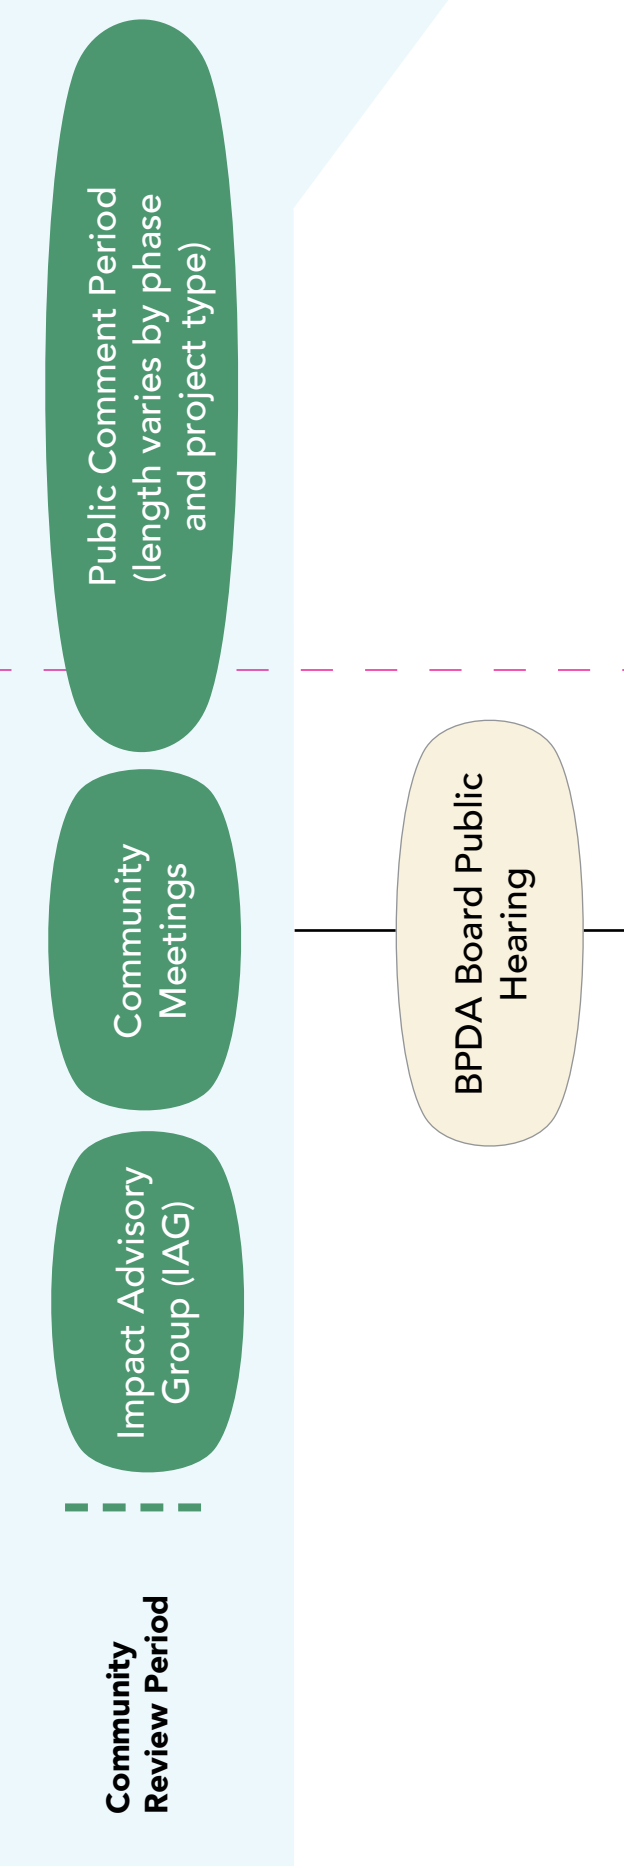 Community
Review Period
Impact Advisory
Group (IAG)
Community
Meetings
Public Comment Period
(length varies by phase
and project type)
BPDA Board Public
Hearing